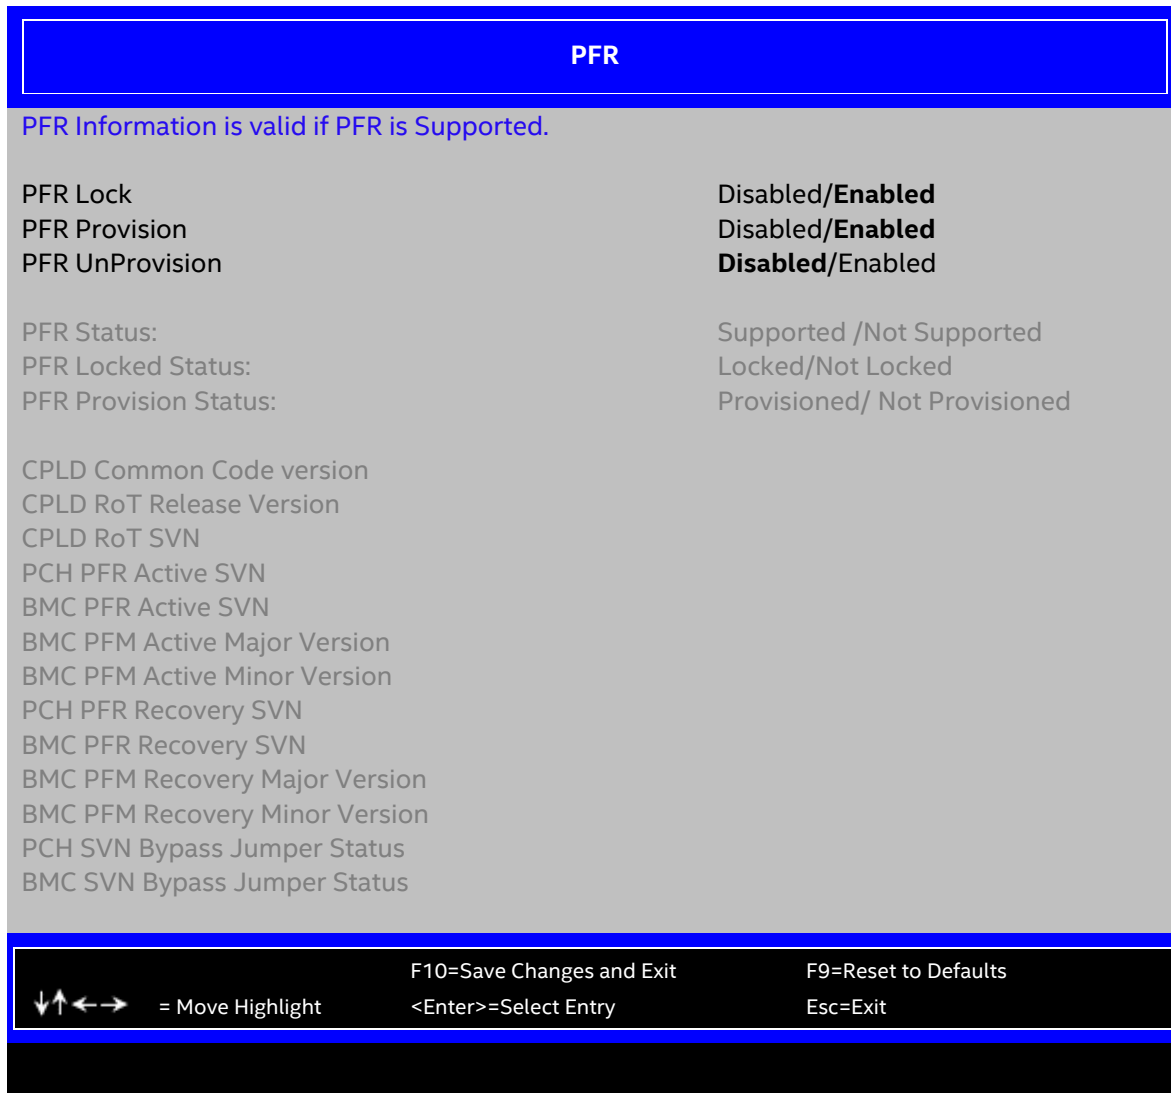 PFR
PFR Information is valid if PFR is Supported.
PFR Lock Disabled/Enabled
PFR Provision Disabled/Enabled
PFR UnProvision Disabled/Enabled
PFR Status: Supported /Not Supported
PFR Locked Status: Locked/Not Locked
PFR Provision Status: Provisioned/ Not Provisioned
CPLD Common Code version
CPLD RoT Release Version
CPLD RoT SVN
PCH PFR Active SVN
BMC PFR Active SVN
BMC PFM Active Major Version
BMC PFM Active Minor Version
PCH PFR Recovery SVN
BMC PFR Recovery SVN
BMC PFM Recovery Major Version
BMC PFM Recovery Minor Version
PCH SVN Bypass Jumper Status
BMC SVN Bypass Jumper Status
F10=Save Changes and Exit F9=Reset to Defaults
↓↑←→ = Move Highlight <Enter>=Select Entry Esc=Exit